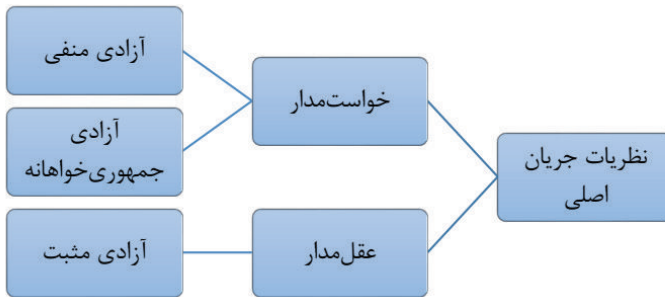 نظریات جریان
اصلی
خواست‌مدار
عقل‌مدار
آزادی منفی
آزادی
جمهوری‌خواهانه
آزادی مثبت